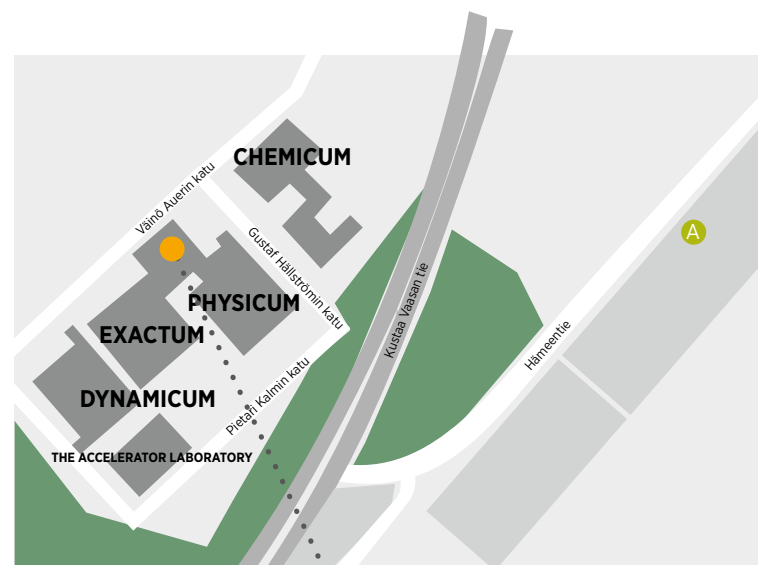 CHEMICUM
Väinö Auerin katu
Gustaf Hällströmin katu
A
PHYSICUM
Kustaa Vaasan tie
EXACTUM
Hämeentie
DYNAMICUM
Pietari Kalmin katu
THE ACCELERATOR LABORATORY